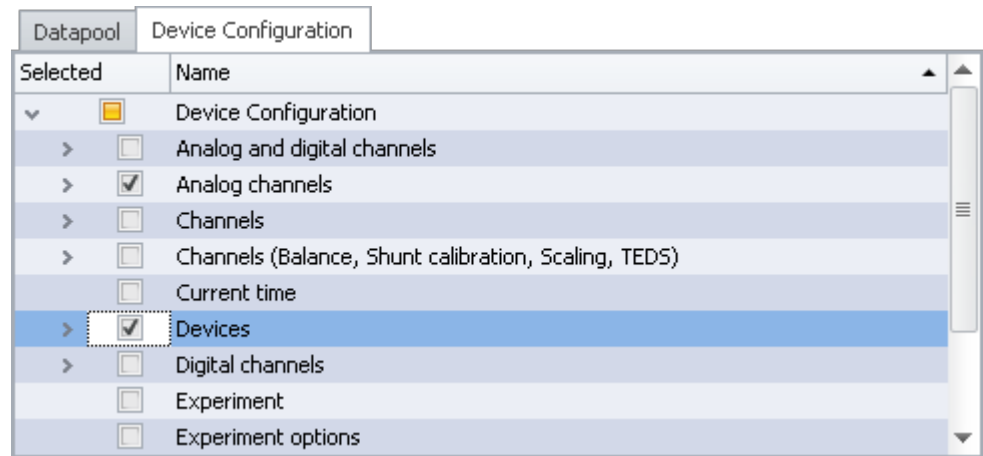 Datapool Device Configuration
Selected Name
Device Configuration
Analog and digital channels
Analog channels
Channels
Channels (Balance, Shunt calibration, Scaling, TEDS)
Current time
Devices
Digital channels
Experiment
Experiment options